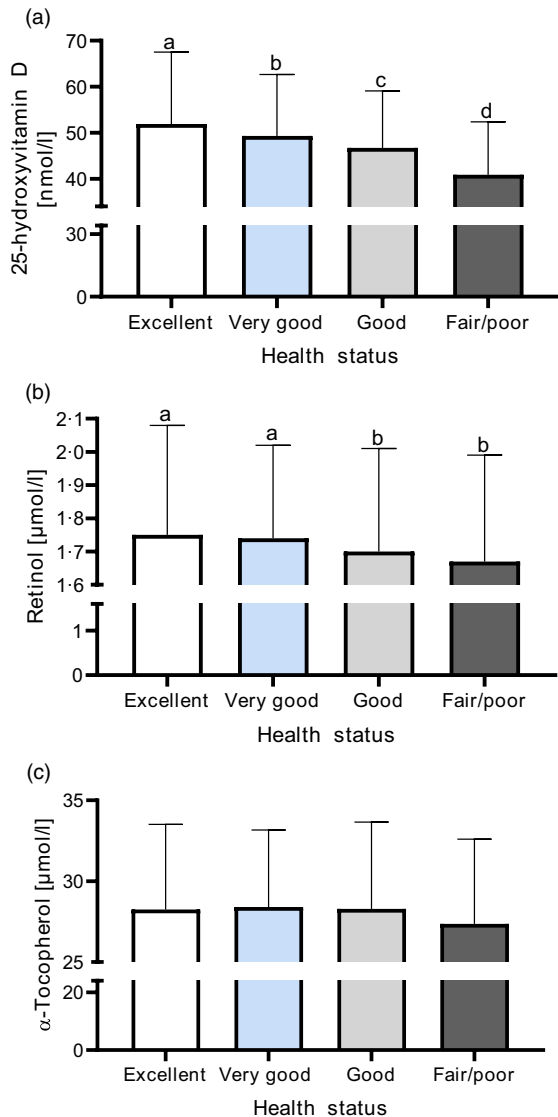 (a)
25-hydroxyvitamin D
[nmol/l]
70
60
50
40
30
0
a
b
c
d
Excellent Very good Good Fair/poor
Health status
(b)
Retinol [μmol/l]
2·1
2·0
1·9
1·8
1·7
1·6
1
0
a
a
b
b
Excellent Very good Good Fair/poor
Health status
(c)
α-Tocopherol [μmol/l]
35
30
25
20
0
Excellent Very good Good Fair/poor
Health status